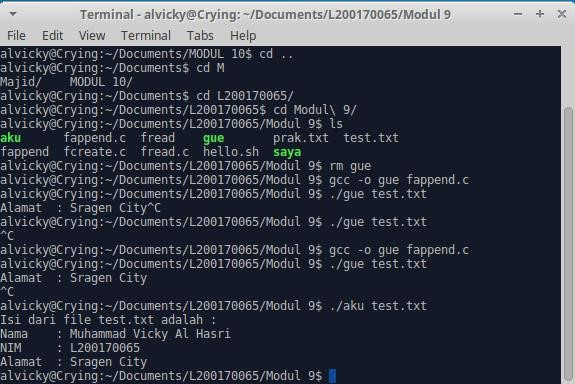 Terminal - alvicky@Crying: ~/Documents/L200170065/Modul 9
File Edit View Terminal Tabs Help
alvicky@Crying:~/Documents/MODUL 10$ cd ..
alvicky@Crying:~/Documents$ cd M
Majid/    MODUL 10/
alvicky@Crying:~/Documents$ cd L200170065/
alvicky@Crying:~/Documents/L200170065$ cd Modul\ 9/
alvicky@Crying:~/Documents/L200170065/Modul 9$ ls
aku      fappend.c  fread    gue       prak.txt  test.txt
fappend  fcreate.c  fread.c  hello.sh  saya
alvicky@Crying:~/Documents/L200170065/Modul 9$ rm gue
alvicky@Crying:~/Documents/L200170065/Modul 9$ gcc -o gue fappend.c
alvicky@Crying:~/Documents/L200170065/Modul 9$ ./gue test.txt
Alamat  : Sragen City^C
alvicky@Crying:~/Documents/L200170065/Modul 9$ ./gue test.txt
^C
alvicky@Crying:~/Documents/L200170065/Modul 9$ gcc -o gue fappend.c
alvicky@Crying:~/Documents/L200170065/Modul 9$ ./gue test.txt
Alamat  : Sragen City
^C
alvicky@Crying:~/Documents/L200170065/Modul 9$ ./aku test.txt
Isi dari file test.txt adalah :
Nama    : Muhammad Vicky Al Hasri
NIM     : L200170065
Alamat  : Sragen City
alvicky@Crying:~/Documents/L200170065/Modul 9$